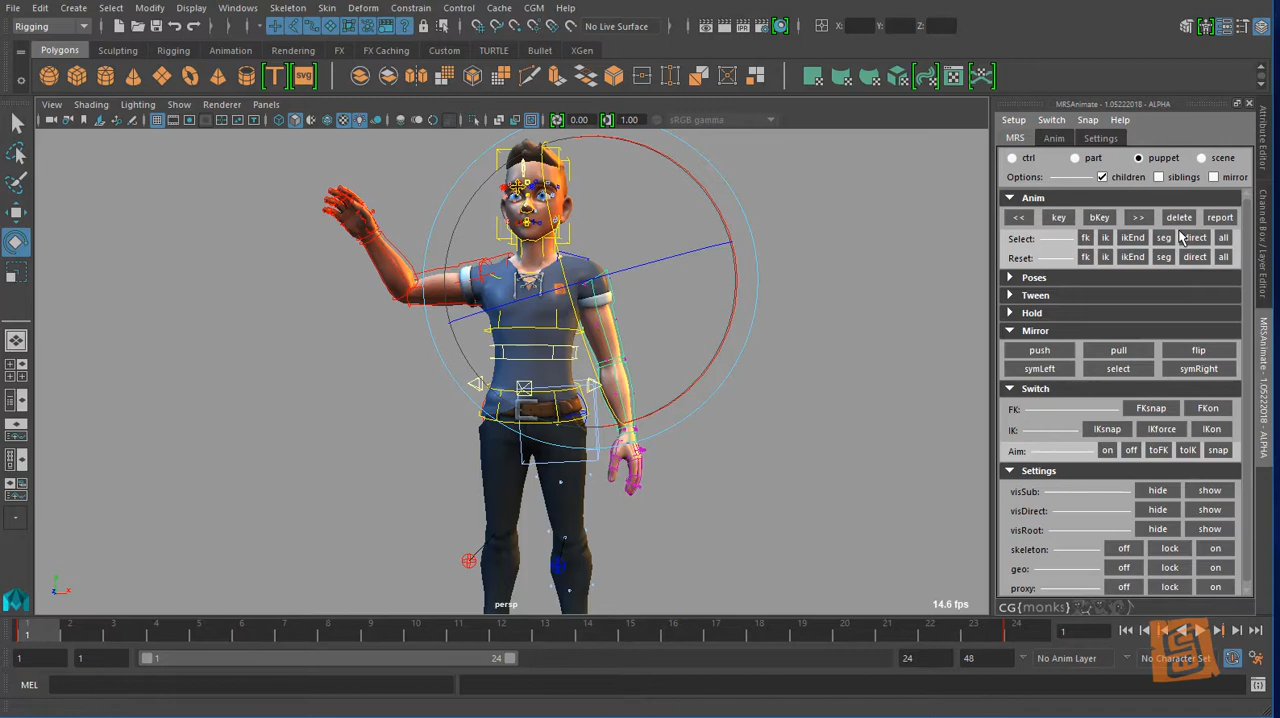 File Edit Create Select Modify Display Windows Skeleton Skin Deform Constrain Control Cache CGM Help
Rigging No Live Surface X: Y: Z:
Polygons Sculpting Rigging Animation Rendering FX FX Caching Custom TURTLE Bullet XGen
SVG
View Shading Lighting Show Renderer Panels
0.00 1.00 sRGB gamma
MRSAnimate - 1.05222018 - ALPHA
Setup Switch Snap Help
MRS Anim Settings
ctrl part puppet scene
Options: children siblings mirror
Anim
<< key bKey >> delete report
Select: fk ik ikEnd seg direct all
Reset: fk ik ikEnd seg direct all
Poses
Tween
Hold
Mirror
push pull flip
symLeft select symRight
Switch
FK: FKsnap FKon
IK: IKsnap IKforce IKon
Aim: on off toFK toIK snap
Settings
visSub: hide show
visDirect: hide show
visRoot: hide show
skeleton: off lock on
geo: off lock on
proxy: off lock on
CG{monks}
Attribute Editor
Channel Box / Layer Editor
MRSAnimate - 1.05222018 - ALPHA
persp
14.6 fps
1 2 3 4 5 6 7 8 9 10 11 12 13 14 15 16 17 18 19 20 21 22 23 24
1 1
1 1 1 24 24 48 No Anim Layer No Character Set
MEL